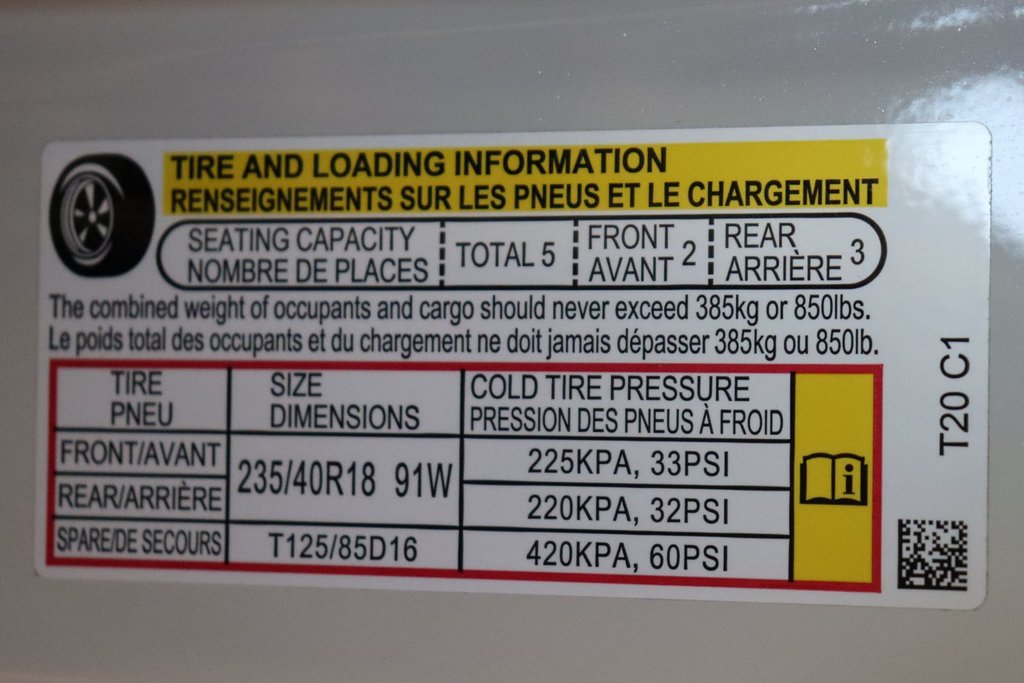 TIRE AND LOADING INFORMATION
RENSEIGNEMENTS SUR LES PNEUS ET LE CHARGEMENT
SEATING CAPACITY
NOMBRE DE PLACES
TOTAL 5
FRONT
AVANT 2
REAR
ARRIÈRE 3
The combined weight of occupants and cargo should never exceed 385kg or 850lbs.
Le poids total des occupants et du chargement ne doit jamais dépasser 385kg ou 850lb.
TIRE
PNEU
SIZE
DIMENSIONS
COLD TIRE PRESSURE
PRESSION DES PNEUS À FROID
FRONT/AVANT
235/40R18 91W
225KPA, 33PSI
REAR/ARRIÈRE
220KPA, 32PSI
SPARE/DE SECOURS
T125/85D16
420KPA, 60PSI
i
T20 C1